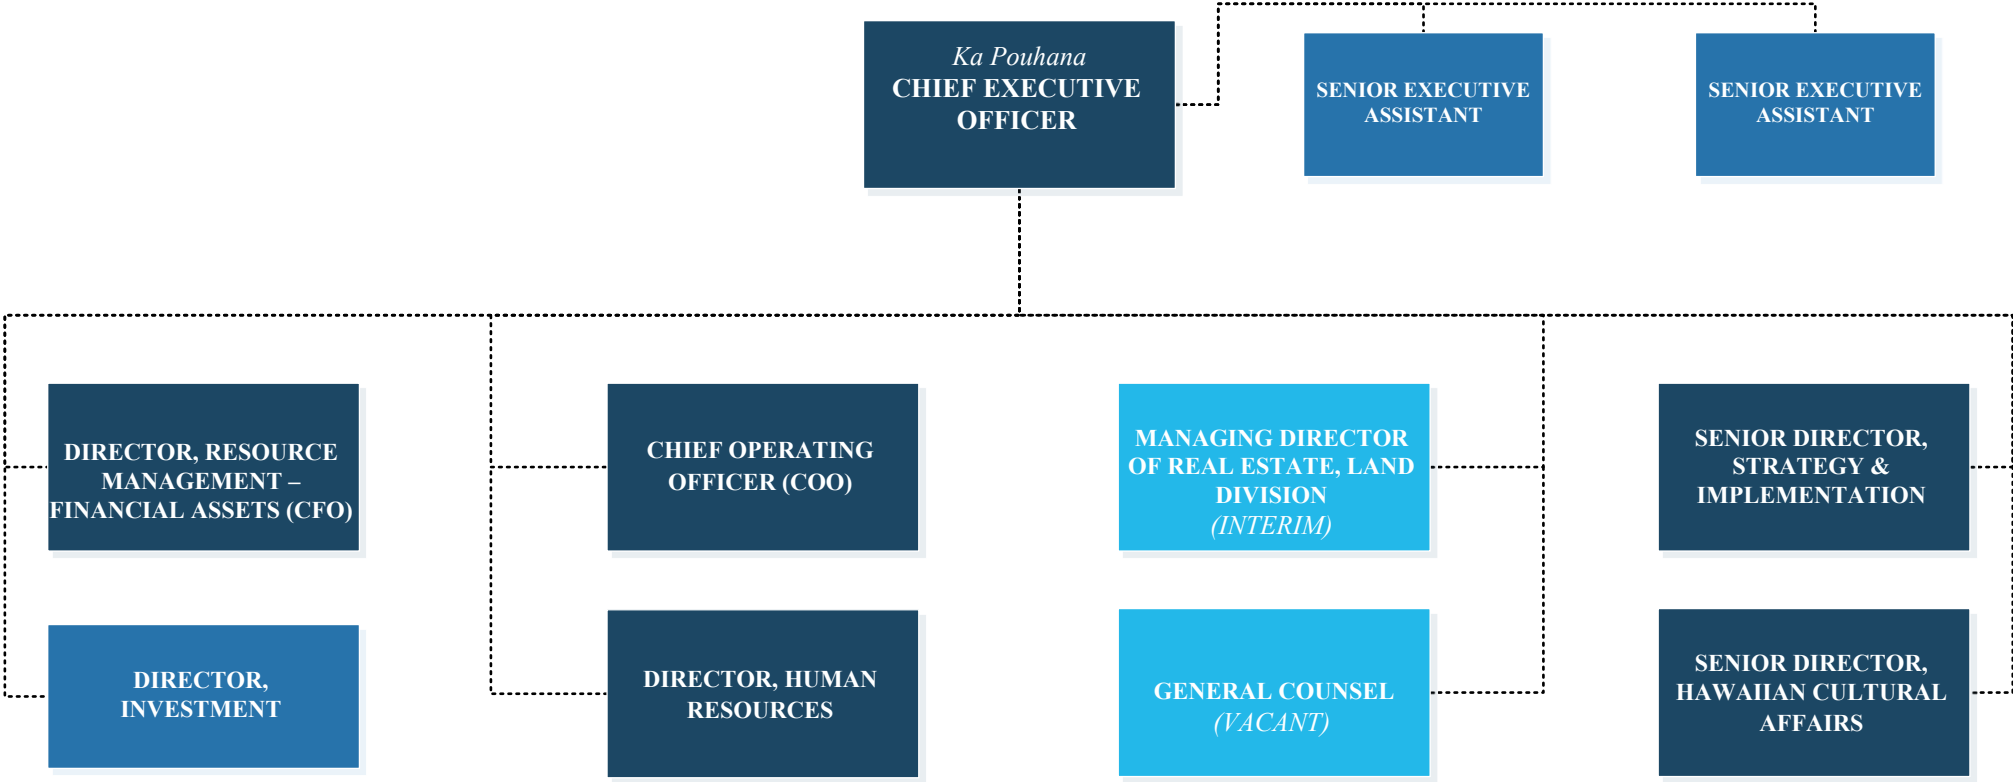 Ka Pouhana
CHIEF EXECUTIVE
OFFICER
SENIOR EXECUTIVE
ASSISTANT
SENIOR EXECUTIVE
ASSISTANT
DIRECTOR, RESOURCE
MANAGEMENT –
FINANCIAL ASSETS (CFO)
CHIEF OPERATING
OFFICER (COO)
MANAGING DIRECTOR
OF REAL ESTATE, LAND
DIVISION
(INTERIM)
SENIOR DIRECTOR,
STRATEGY &
IMPLEMENTATION
DIRECTOR,
INVESTMENT
DIRECTOR, HUMAN
RESOURCES
GENERAL COUNSEL
(VACANT)
SENIOR DIRECTOR,
HAWAIIAN CULTURAL
AFFAIRS